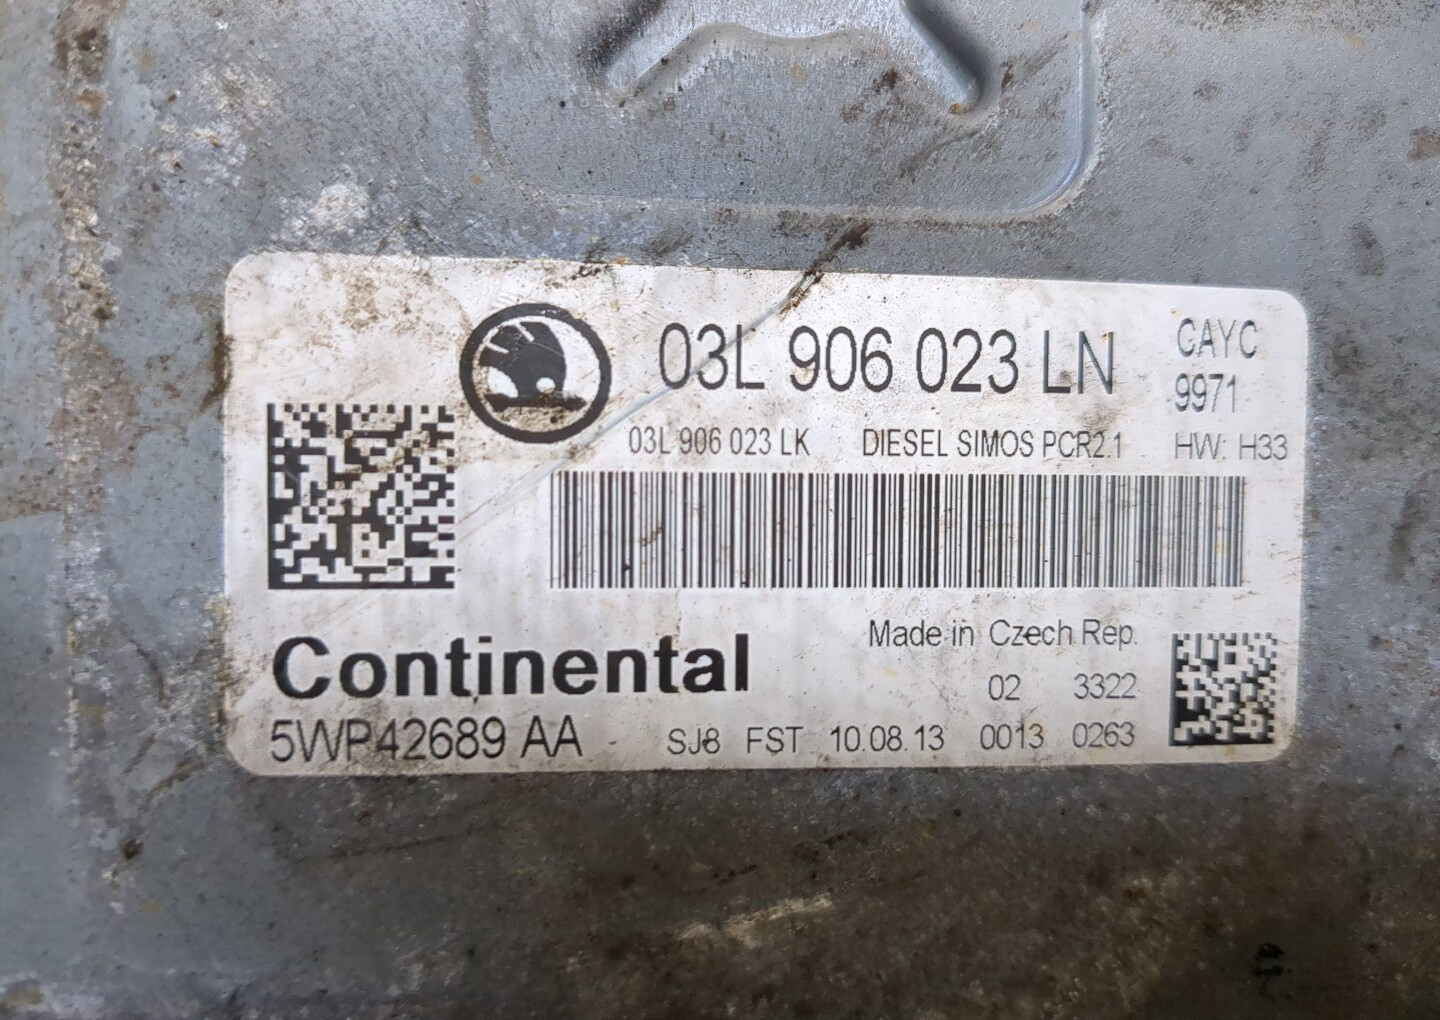 03L 906 023 LN
CAYC
9971
03L 906 023 LK DIESEL SIMOS PCR2.1 HW: H33
Made in Czech Rep.
Continental
02 3322
5WP42689 AA SJ8 FST 10.08.13 0013 0263